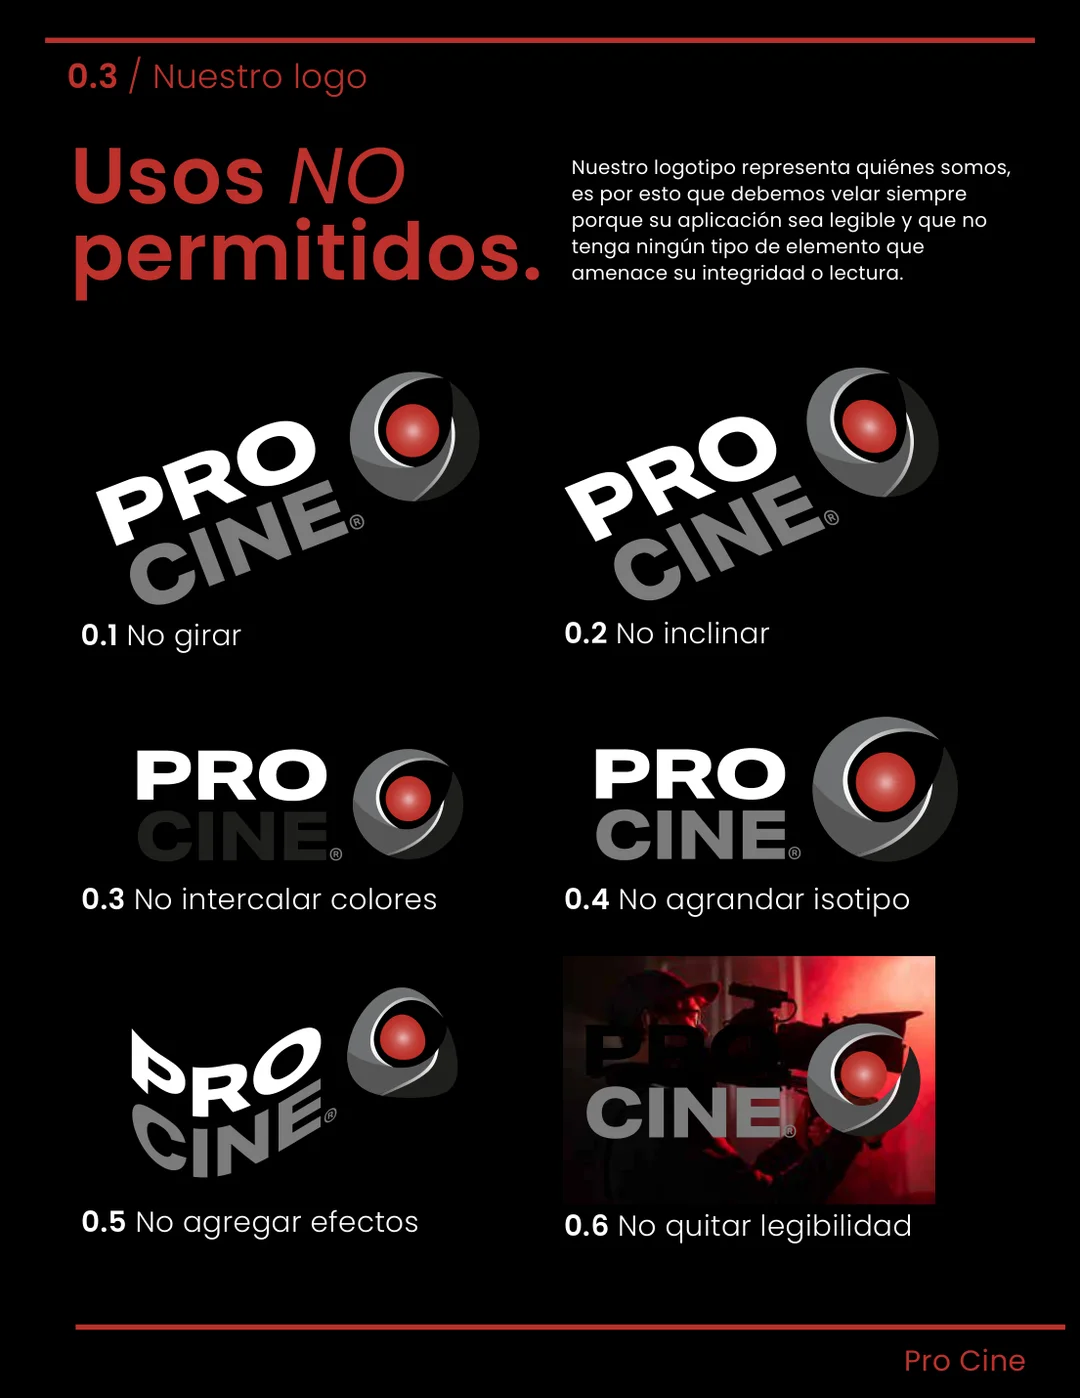 0.3 / Nuestro logo
Usos NO
permitidos.
Nuestro logotipo representa quiénes somos,
es por esto que debemos velar siempre
porque su aplicación sea legible y que no
tenga ningún tipo de elemento que
amenace su integridad o lectura.
PRO
CINE®
0.1 No girar
PRO
CINE®
0.2 No inclinar
PRO
CINE®
0.3 No intercalar colores
PRO
CINE®
0.4 No agrandar isotipo
PRO
CINE®
0.5 No agregar efectos
PRO
CINE®
0.6 No quitar legibilidad
Pro Cine